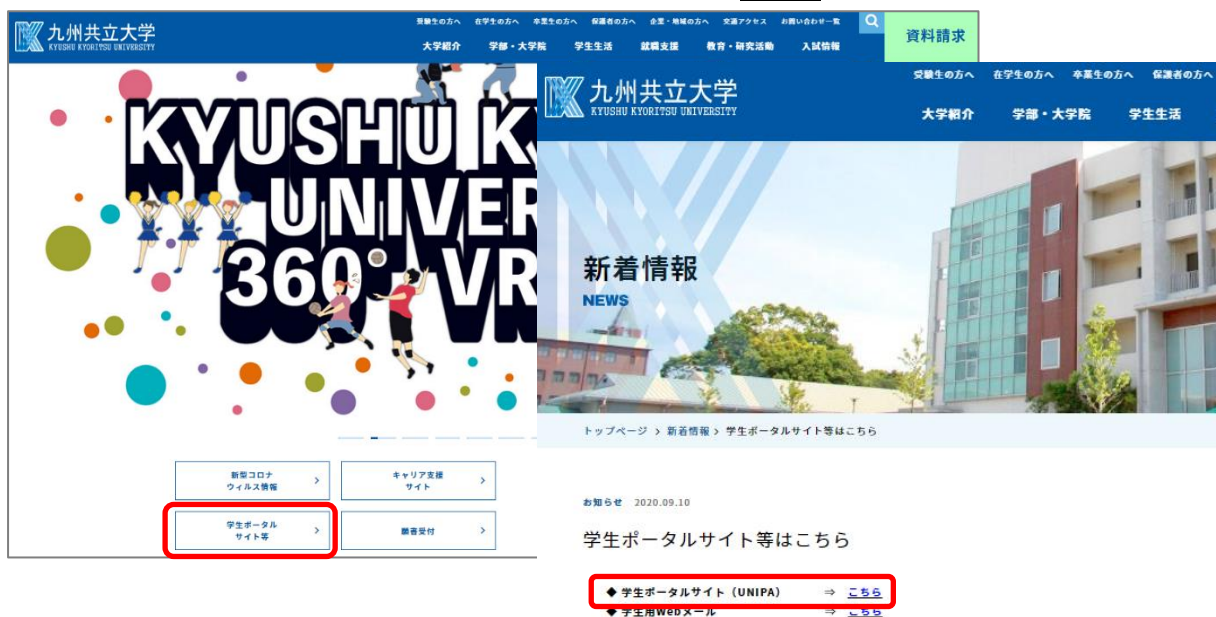 九州共立大学
KYUSHU KYORITSU UNIVERSITY
受験生の方へ 在学生の方へ 卒業生の方へ 保護者の方へ 企業・地域の方へ 交通アクセス お問い合わせ一覧
大学紹介 学部・大学院 学生生活 就職支援 教育・研究活動 入試情報
資料請求
KYUSHU K
UNIVER
360° VR
新型コロナ
ウィルス情報
キャリア支援
サイト
学生ポータル
サイト等
願書受付
九州共立大学
KYUSHU KYORITSU UNIVERSITY
受験生の方へ 在学生の方へ 卒業生の方へ 保護者の方へ
大学紹介 学部・大学院 学生生活
新着情報
NEWS
トップページ > 新着情報 > 学生ポータルサイト等はこちら
お知らせ 2020.09.10
学生ポータルサイト等はこちら
◆ 学生ポータルサイト（UNIPA） ⇒ こちら
◆ 学生用Webメール ⇒ こちら